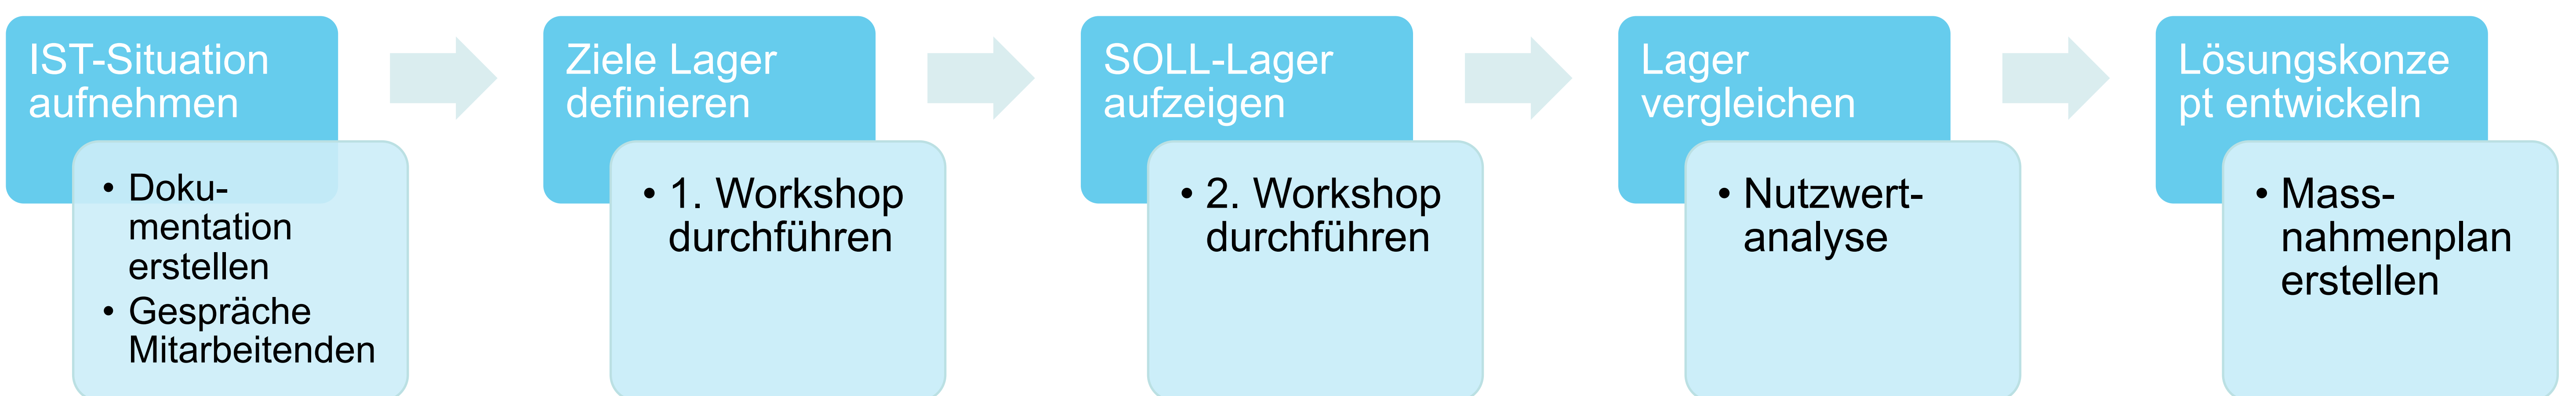 IST-Situation
aufnehmen
• Doku-
mentation
erstellen
• Gespräche
Mitarbeitenden
Ziele Lager
definieren
• 1. Workshop
durchführen
SOLL-Lager
aufzeigen
• 2. Workshop
durchführen
Lager
vergleichen
• Nutzwert-
analyse
Lösungskonze
pt entwickeln
• Mass-
nahmenplan
erstellen